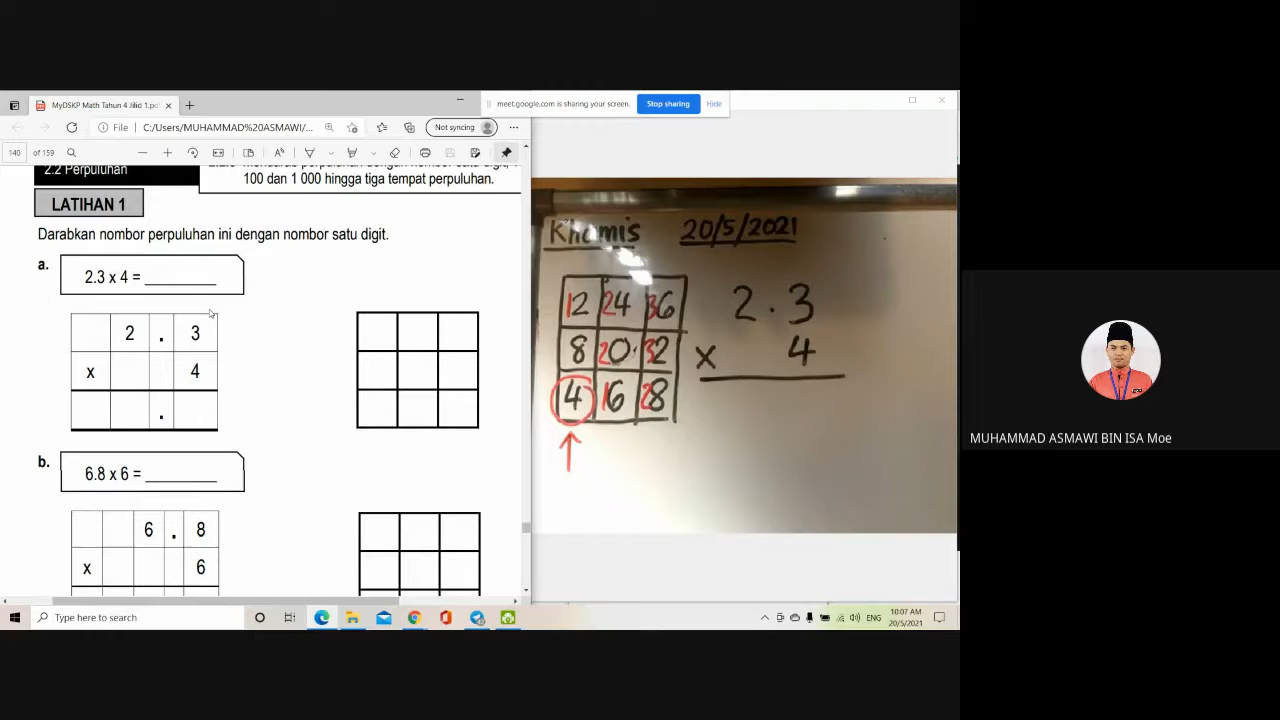 MyDSKP Math Tahun 4 Jilid 1.pd
meet.google.com is sharing your screen.
Stop sharing
Hide
File
C:/Users/MUHAMMAD%20ASMAWI/...
Not syncing
140
of 159
2.2 Perpuluhan
100 dan 1 000 hingga tiga tempat perpuluhan.
LATIHAN 1
Darabkan nombor perpuluhan ini dengan nombor satu digit.
a.
2.3 x 4 = ________
2 . 3
x 4
.
b.
6.8 x 6 = ________
6 . 8
x 6
Khamis 20/5/2021
12 24 36
8 20 32
4 16 28
2 . 3
x 4
MUHAMMAD ASMAWI BIN ISA Moe
Type here to search
ENG
10:07 AM
20/5/2021